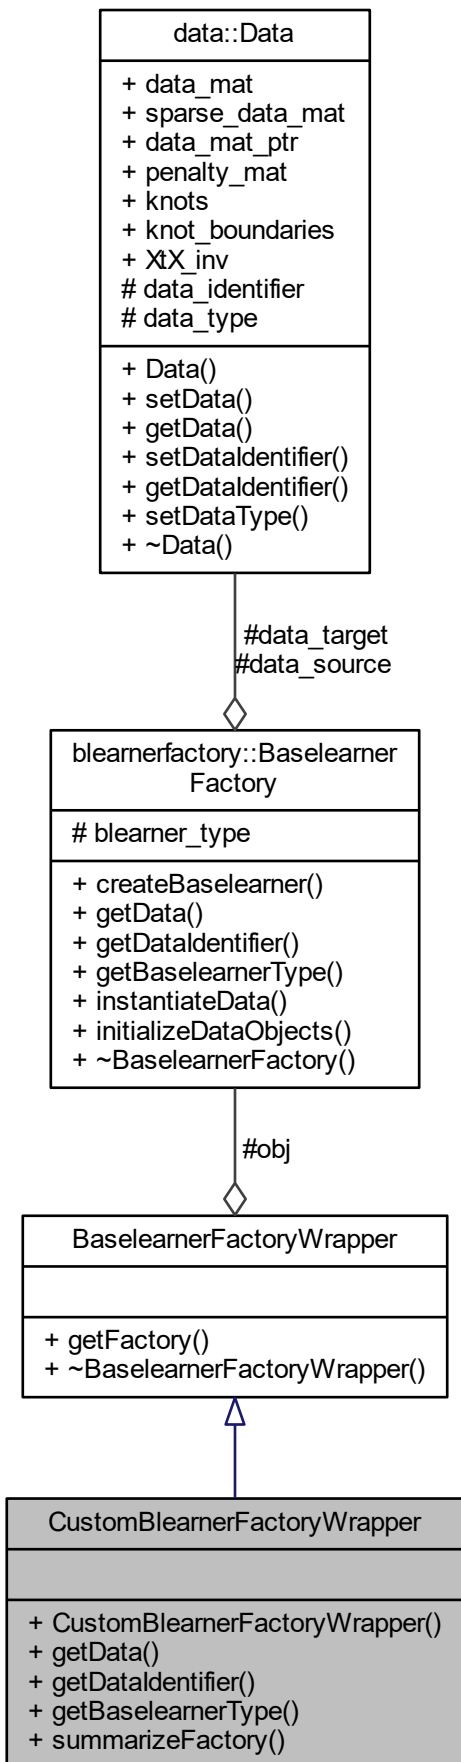 data::Data
+ data_mat
+ sparse_data_mat
+ data_mat_ptr
+ penalty_mat
+ knots
+ knot_boundaries
+ XtX_inv
# data_identifier
# data_type
+ Data()
+ setData()
+ getData()
+ setDataIdentifier()
+ getDataIdentifier()
+ setDataType()
+ ~Data()
#data_target
#data_source
blearnerfactory::Baselearner
Factory
# blearner_type
+ createBaselearner()
+ getData()
+ getDataIdentifier()
+ getBaselearnerType()
+ instantiateData()
+ initializeDataObjects()
+ ~BaselearnerFactory()
#obj
BaselearnerFactoryWrapper
+ getFactory()
+ ~BaselearnerFactoryWrapper()
CustomBlearnerFactoryWrapper
+ CustomBlearnerFactoryWrapper()
+ getData()
+ getDataIdentifier()
+ getBaselearnerType()
+ summarizeFactory()